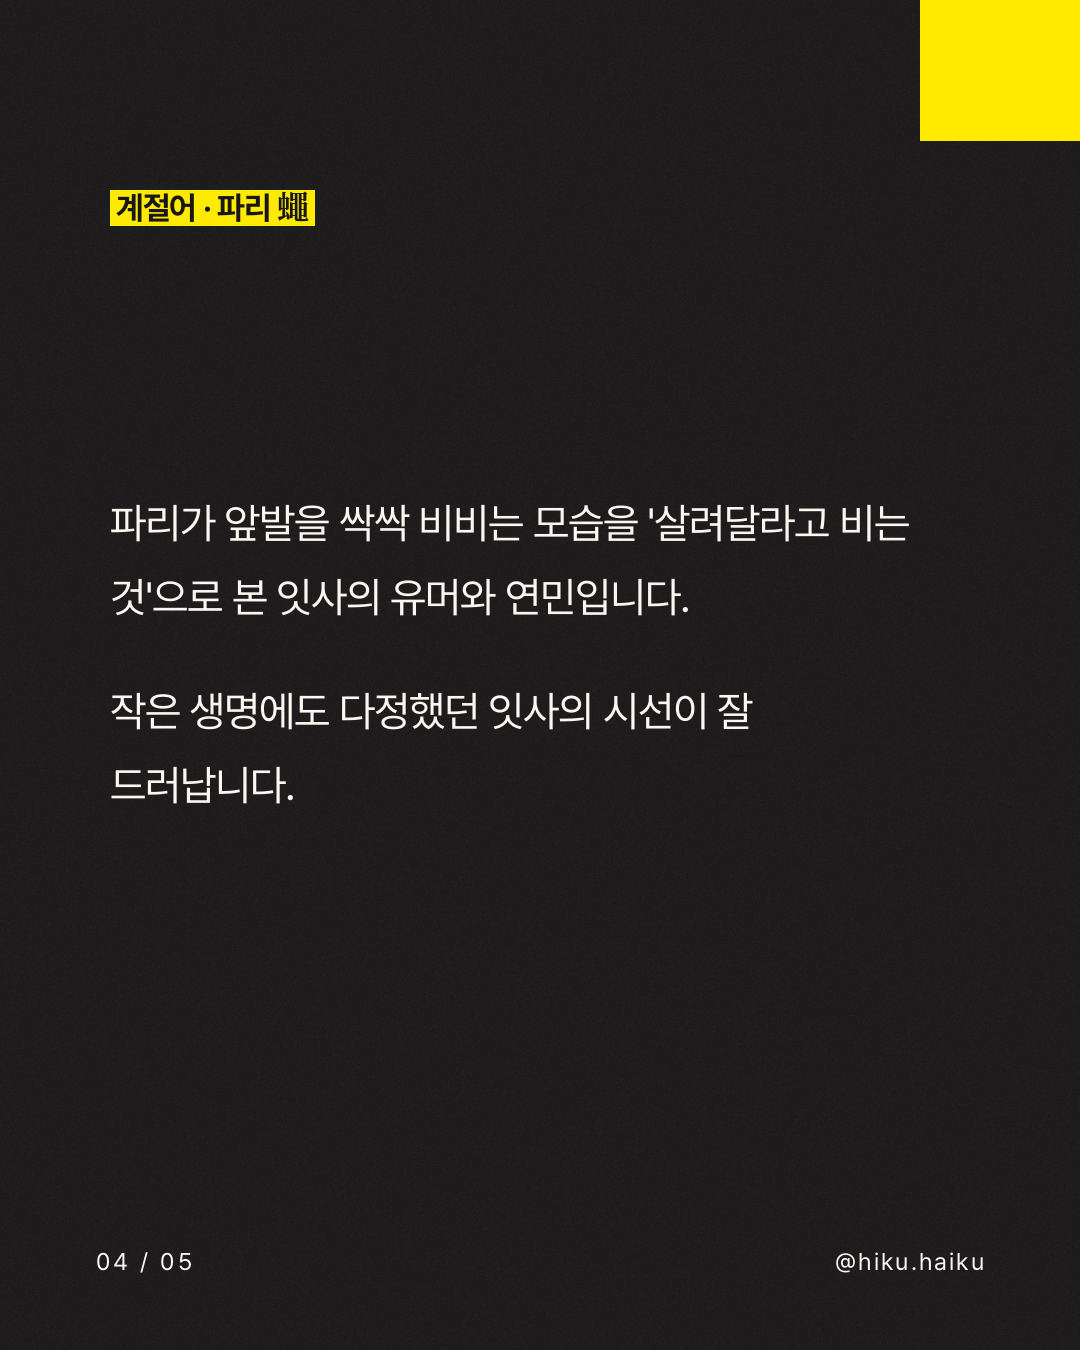 계절어 · 파리 蠅
파리가 앞발을 싹싹 비비는 모습을 '살려달라고 비는
것'으로 본 잇사의 유머와 연민입니다.
작은 생명에도 다정했던 잇사의 시선이 잘
드러납니다.
04 / 05
@hiku.haiku